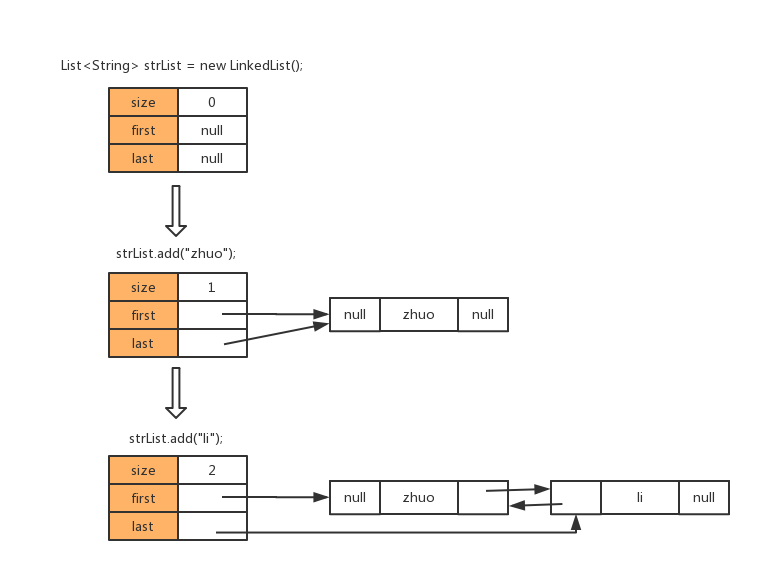 List<String> strList = new LinkedList();
size 0
first null
last null
strList.add("zhuo");
size 1
first
last
null zhuo null
strList.add("li");
size 2
first
last
null zhuo
li null